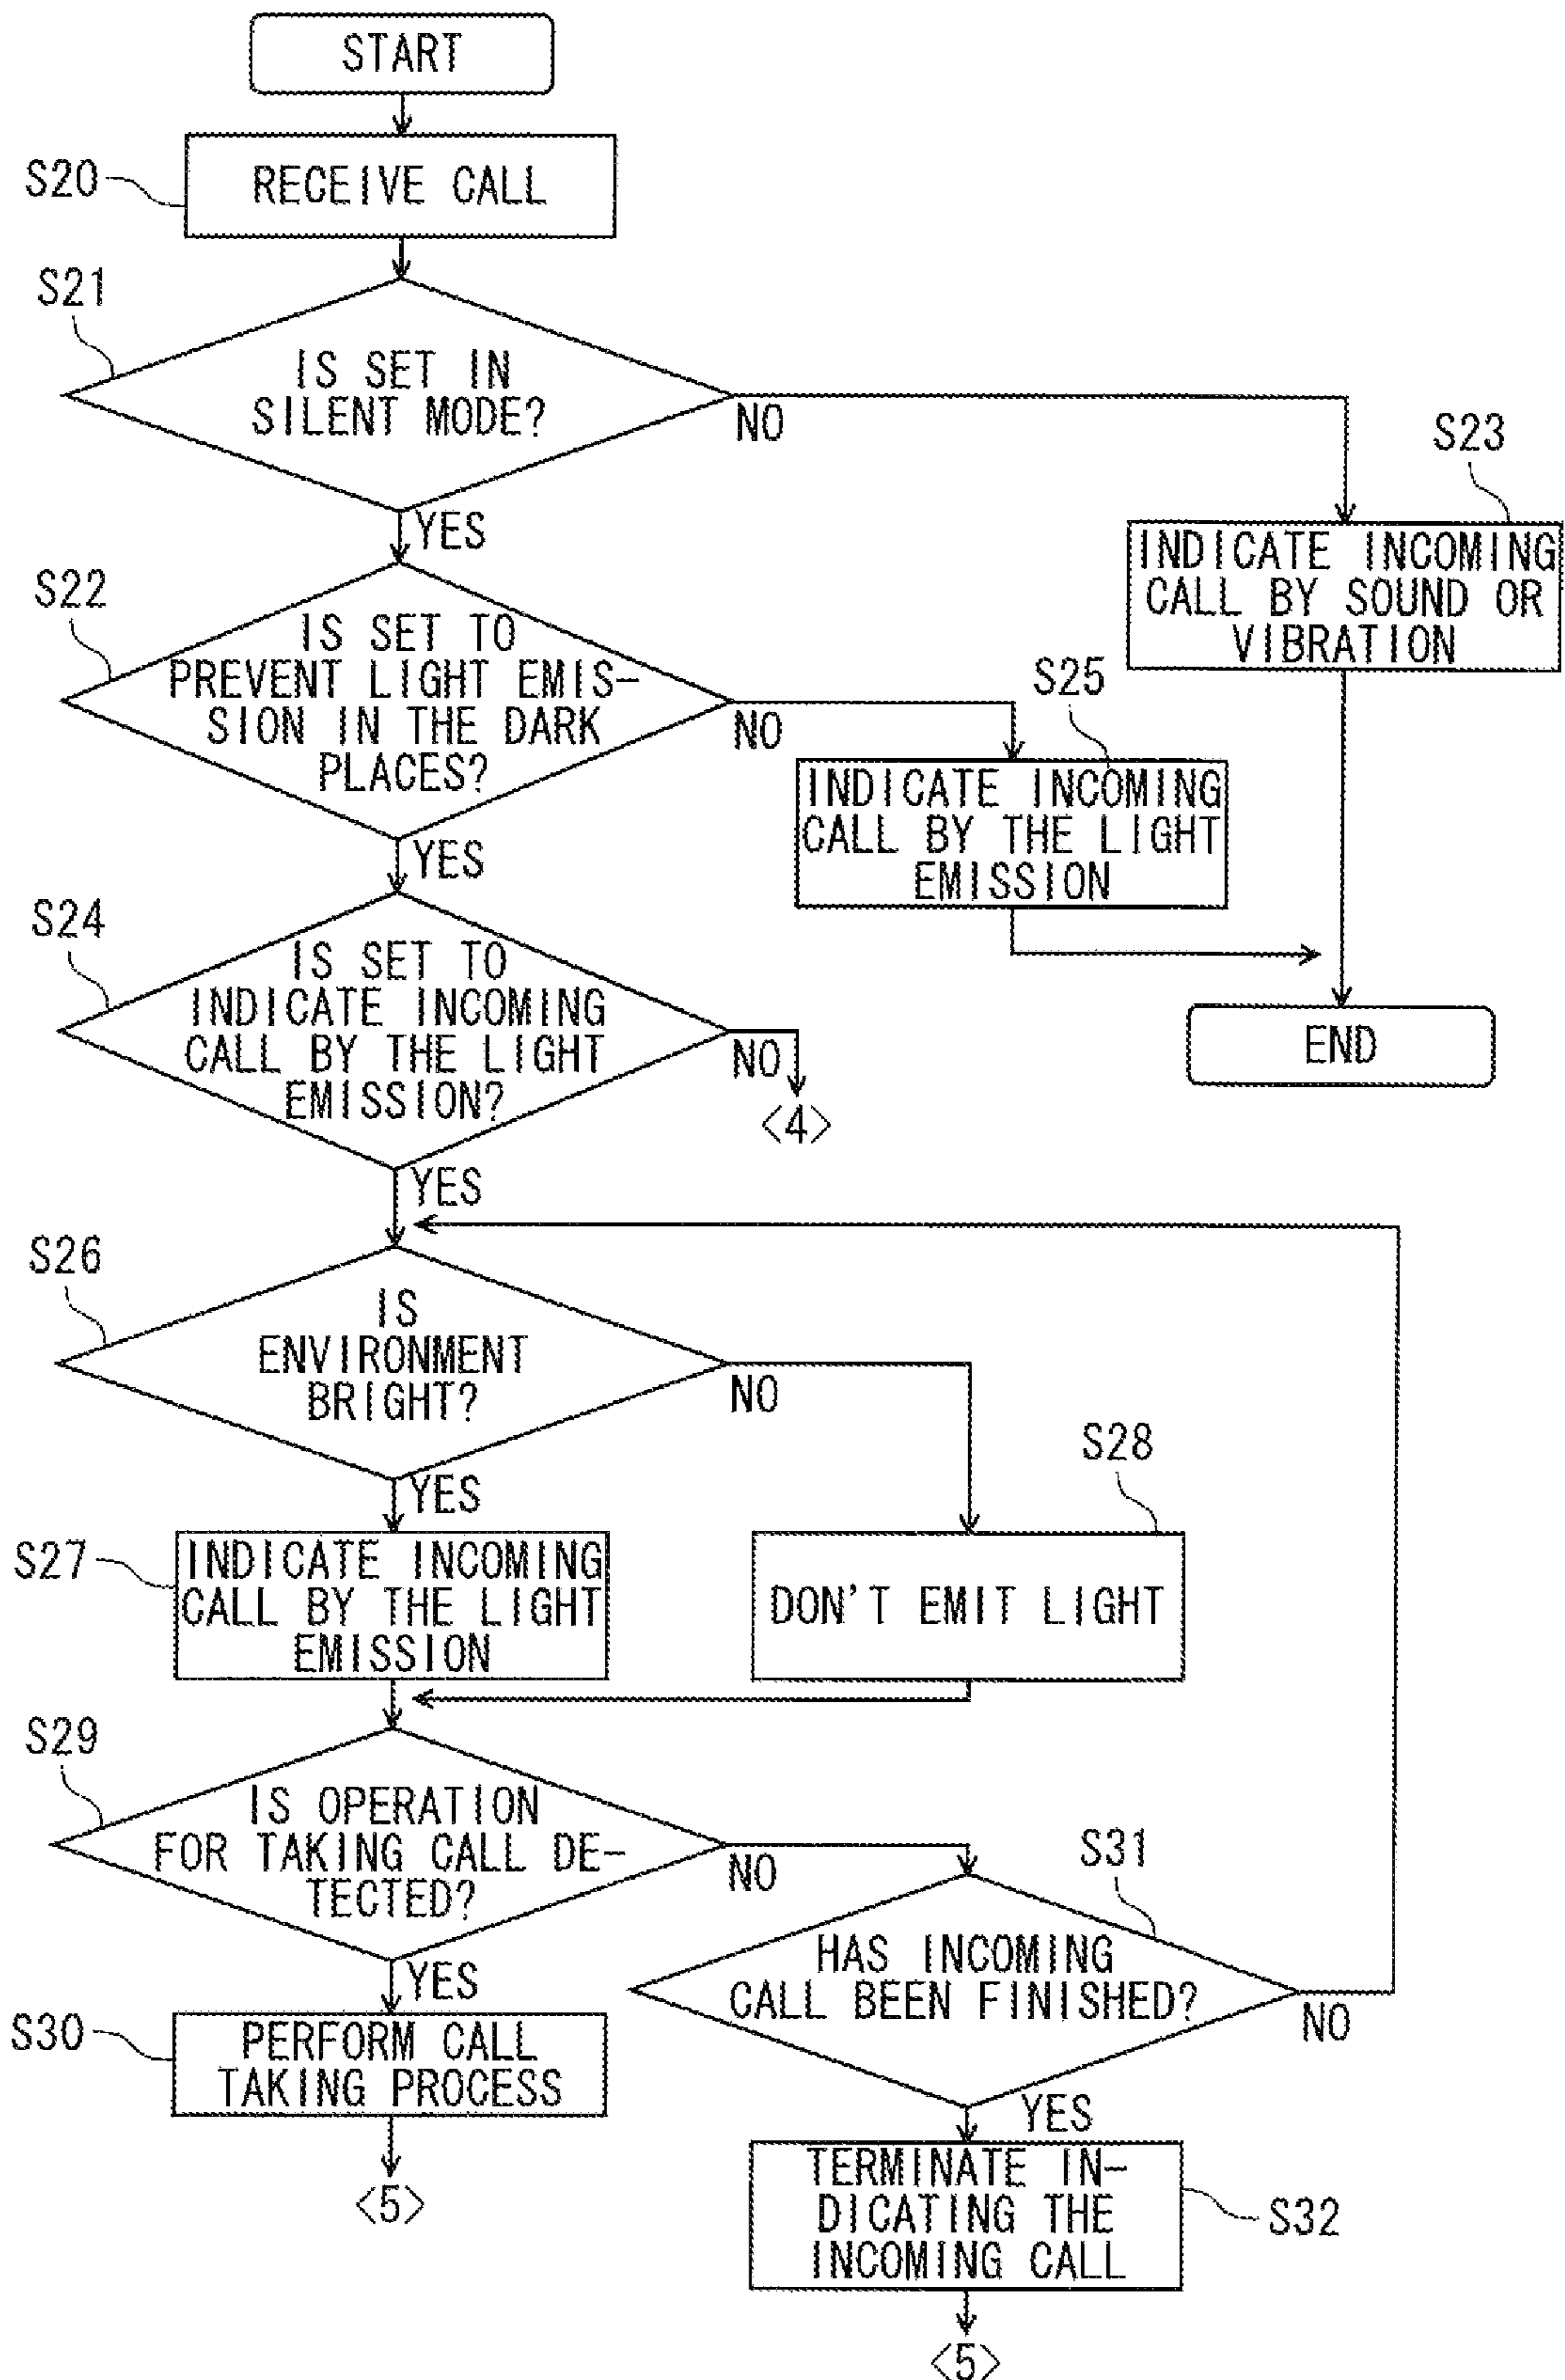 START
S20
RECEIVE CALL
S21
IS SET IN
SILENT MODE?
NO
YES
S23
INDICATE INCOMING
CALL BY SOUND OR
VIBRATION
S22
IS SET TO
PREVENT LIGHT EMIS-
SION IN THE DARK
PLACES?
NO
YES
S25
INDICATE INCOMING
CALL BY THE LIGHT
EMISSION
S24
IS SET TO
INDICATE INCOMING
CALL BY THE LIGHT
EMISSION?
NO
<4>
END
YES
S26
IS
ENVIRONMENT
BRIGHT?
NO
YES
S28
S27
INDICATE INCOMING
CALL BY THE LIGHT
EMISSION
DON'T EMIT LIGHT
S29
IS OPERATION
FOR TAKING CALL DE-
TECTED?
NO
YES
S31
HAS INCOMING
CALL BEEN FINISHED?
NO
YES
S30
PERFORM CALL
TAKING PROCESS
<5>
TERMINATE IN-
DICATING THE
INCOMING CALL
S32
<5>